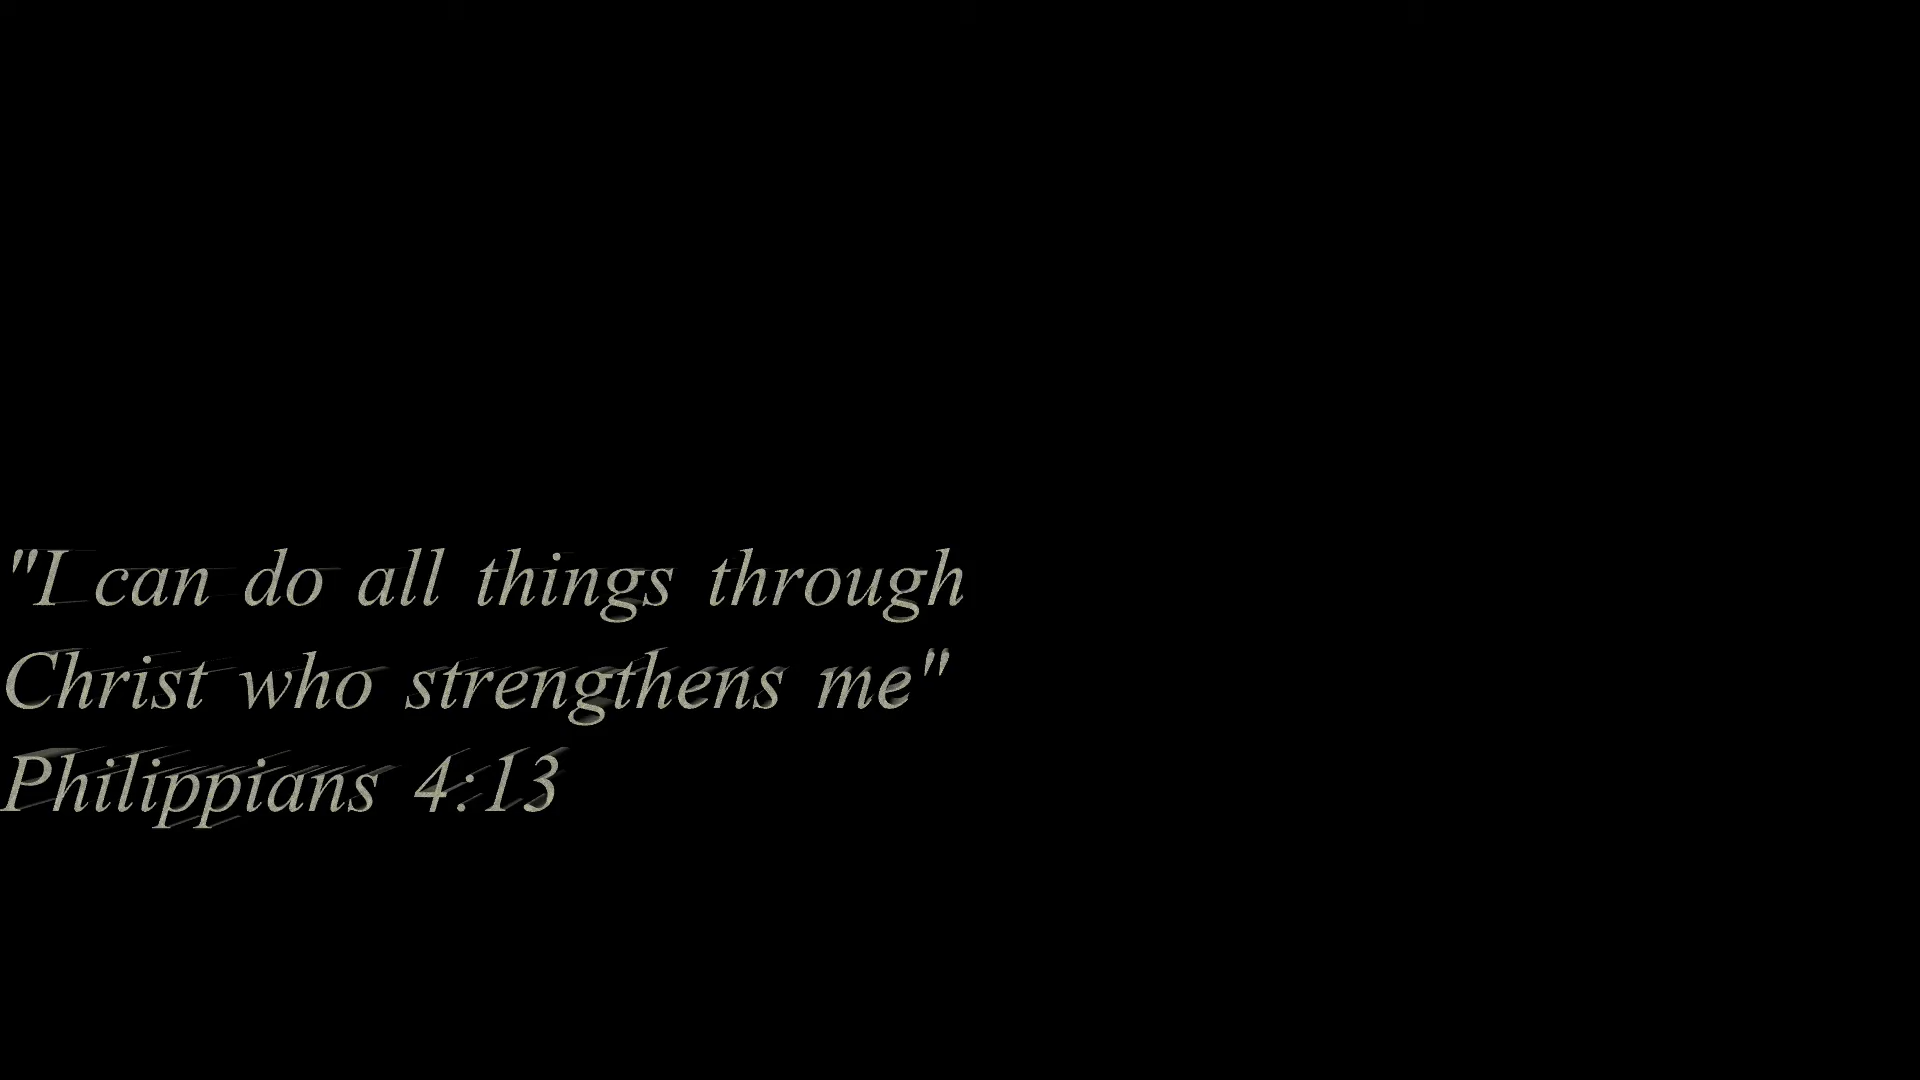 "I can do all things through
Christ who strengthens me"
Philippians 4:13